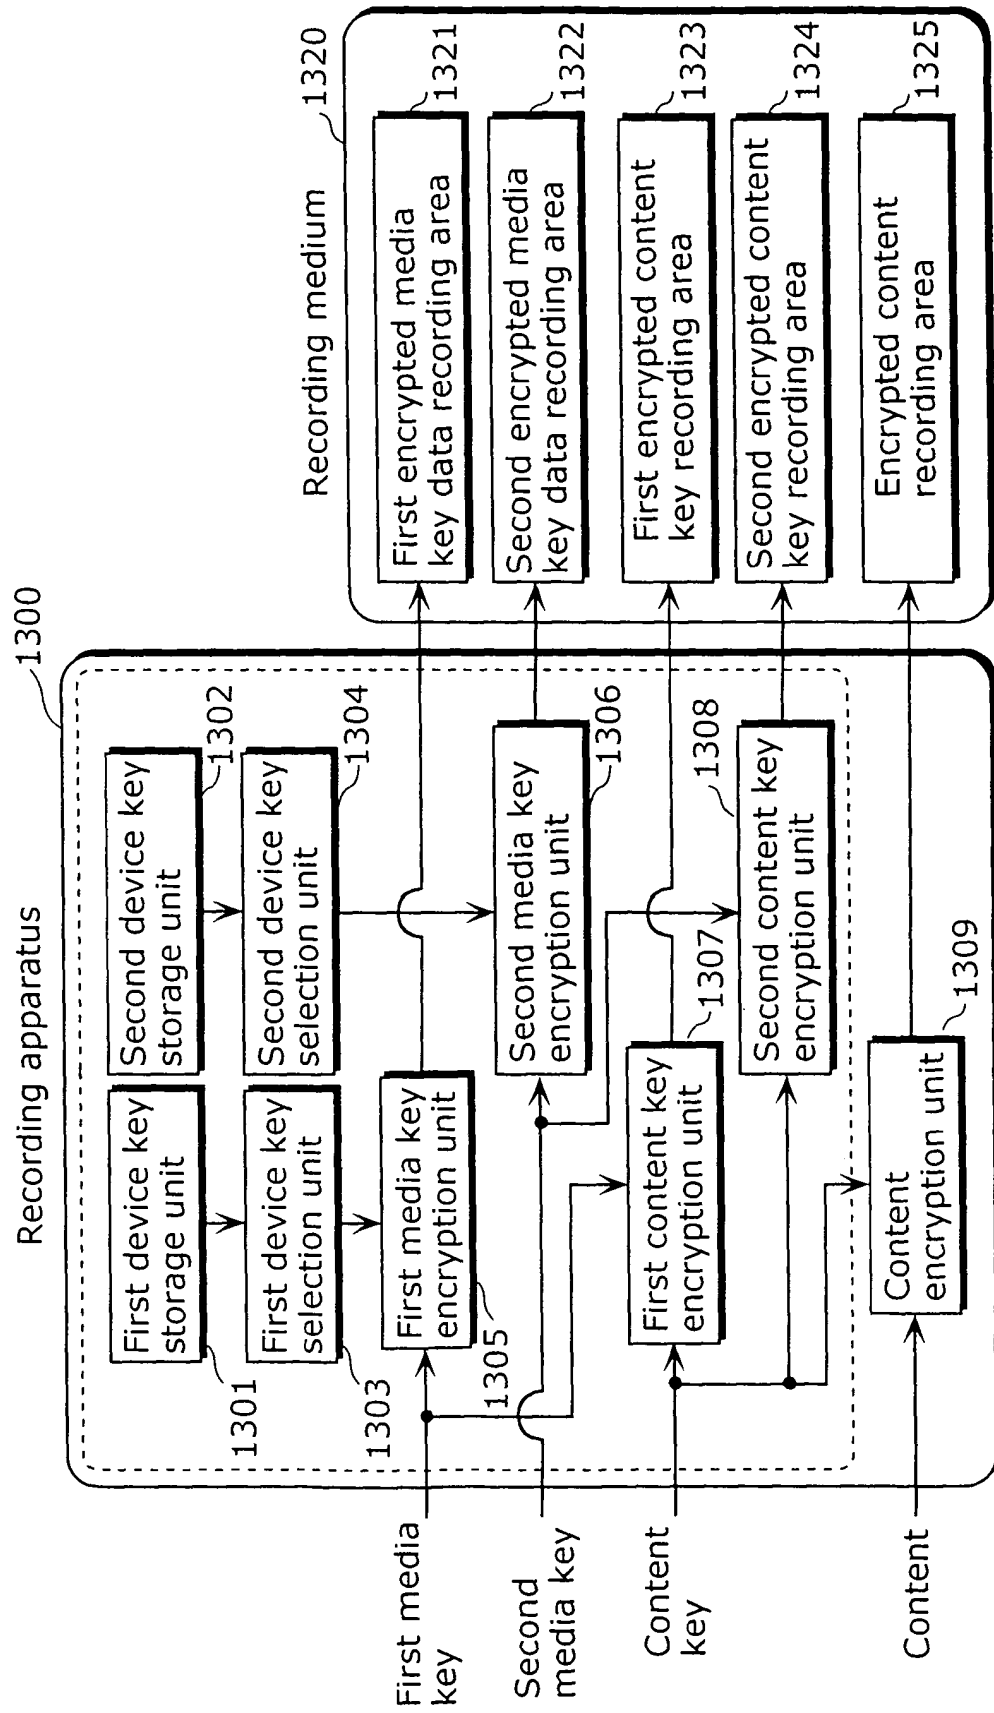 Recording apparatus
1300
First device key
storage unit
1301
Second device key
storage unit
1302
First device key
selection unit
1303
Second device key
selection unit
1304
First media key
encryption unit
1305
Second media key
encryption unit
1306
First content key
encryption unit
1307
Second content key
encryption unit
1308
Content
encryption unit
1309
First media
key
Second
media key
Content
key
Content
Recording medium
1320
First encrypted media
key data recording area
1321
Second encrypted media
key data recording area
1322
First encrypted content
key recording area
1323
Second encrypted content
key recording area
1324
Encrypted content
recording area
1325